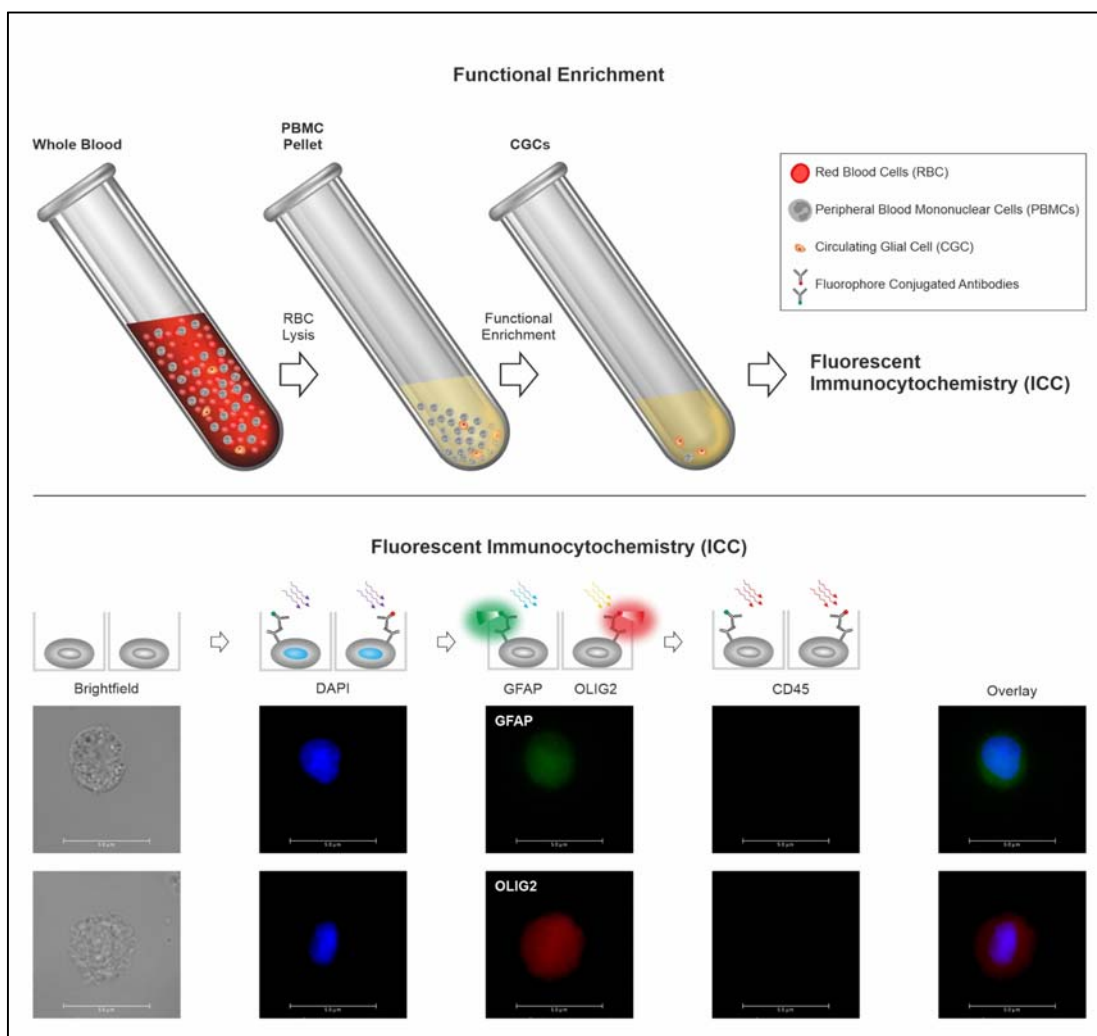 Functional Enrichment
Whole Blood
PBMC
Pellet
CGCs
Red Blood Cells (RBC)
Peripheral Blood Mononuclear Cells (PBMCs)
Circulating Glial Cell (CGC)
Fluorophore Conjugated Antibodies
RBC
Lysis
Functional
Enrichment
Fluorescent
Immunocytochemistry (ICC)
Fluorescent Immunocytochemistry (ICC)
Brightfield
DAPI
GFAP
OLIG2
CD45
Overlay
GFAP
OLIG2